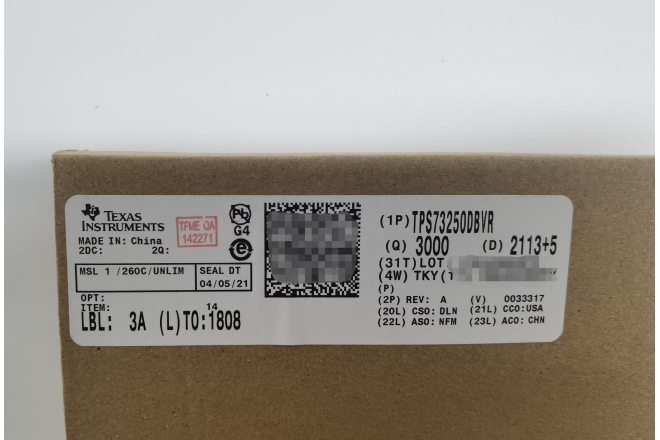 TEXAS
INSTRUMENTS
MADE IN: China
2DC: 2Q:
TFME QA
142271
Pb
G4
e
MSL 1 /260C/UNLIM
SEAL DT
04/05/21
OPT:
ITEM: 14
LBL: 3A (L)TO:1808
(1P) TPS73250DBVR
(Q) 3000 (D) 2113+5
(31T) LOT
(4W) TKY(1
(P)
(2P) REV: A (V) 0033317
(20L) CSO: DLN (21L) CCO:USA
(22L) ASO: NFM (23L) ACO: CHN